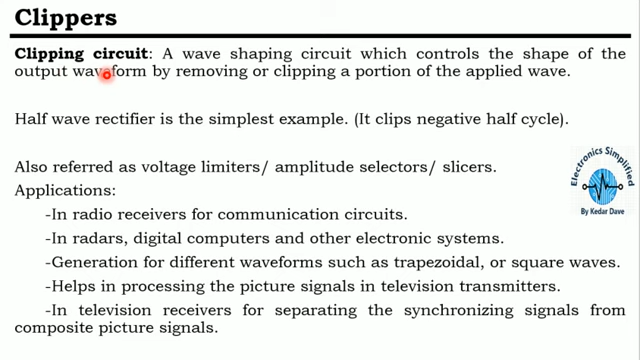 Clippers
Clipping circuit: A wave shaping circuit which controls the shape of the
output waveform by removing or clipping a portion of the applied wave.
Half wave rectifier is the simplest example. (It clips negative half cycle).
Also referred as voltage limiters/ amplitude selectors/ slicers.
Applications:
-In radio receivers for communication circuits.
-In radars, digital computers and other electronic systems.
-Generation for different waveforms such as trapezoidal, or square waves.
-Helps in processing the picture signals in television transmitters.
-In television receivers for separating the synchronizing signals from
composite picture signals.
Electronics Simplified
By Kedar Dave